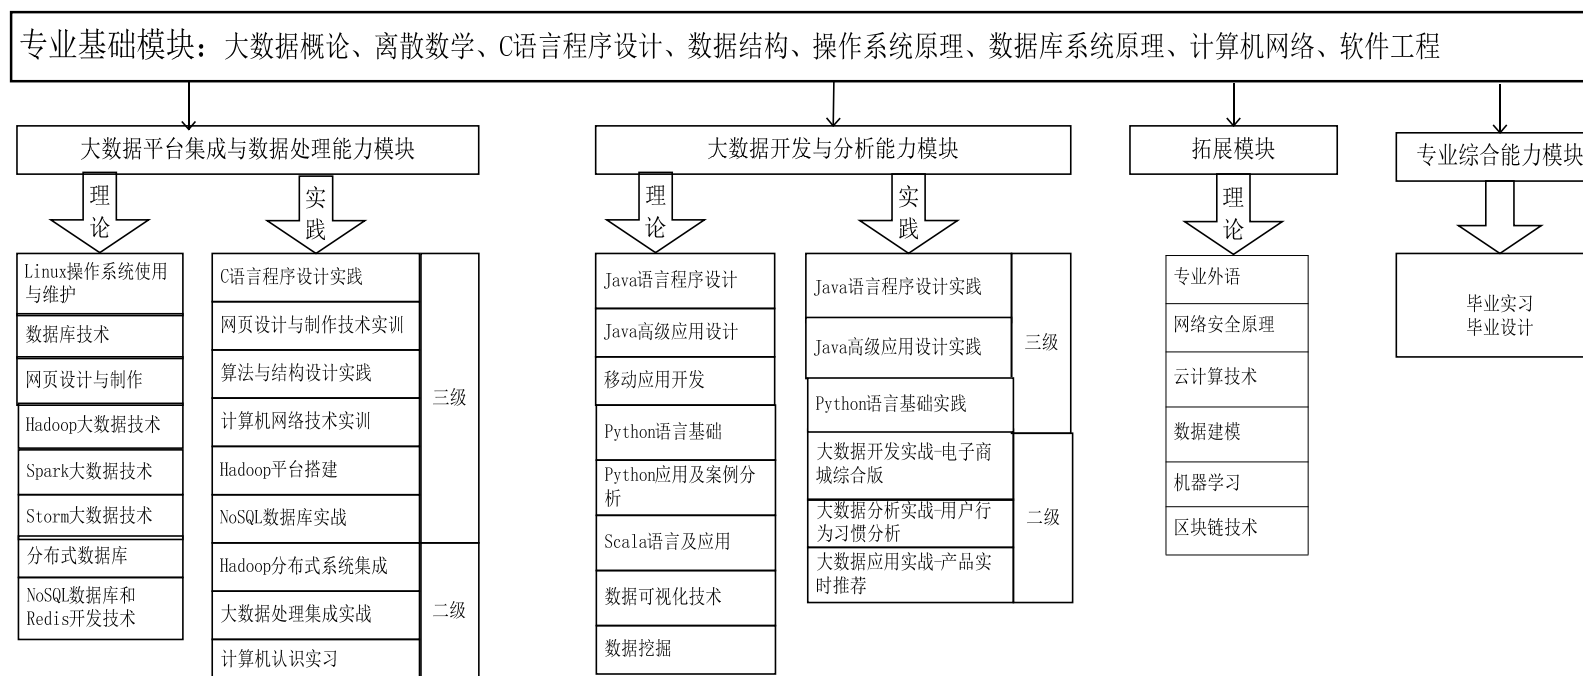 专业基础模块：大数据概论、离散数学、C语言程序设计、数据结构、操作系统原理、数据库系统原理、计算机网络、软件工程
大数据平台集成与数据处理能力模块
理
论
Linux操作系统使用
与维护
数据库技术
网页设计与制作
Hadoop大数据技术
Spark大数据技术
Storm大数据技术
分布式数据库
NoSQL数据库和
Redis开发技术
实
践
C语言程序设计实践
网页设计与制作技术实训
算法与结构设计实践
计算机网络技术实训
Hadoop平台搭建
NoSQL数据库实战
三级
Hadoop分布式系统集成
大数据处理集成实战
计算机认识实习
二级
大数据开发与分析能力模块
理
论
Java语言程序设计
Java高级应用设计
移动应用开发
Python语言基础
Python应用及案例分
析
Scala语言及应用
数据可视化技术
数据挖掘
实
践
Java语言程序设计实践
Java高级应用设计实践
Python语言基础实践
三级
大数据开发实战-电子商
城综合版
大数据分析实战-用户行
为习惯分析
大数据应用实战-产品实
时推荐
二级
拓展模块
理
论
专业外语
网络安全原理
云计算技术
数据建模
机器学习
区块链技术
专业综合能力模块
毕业实习
毕业设计